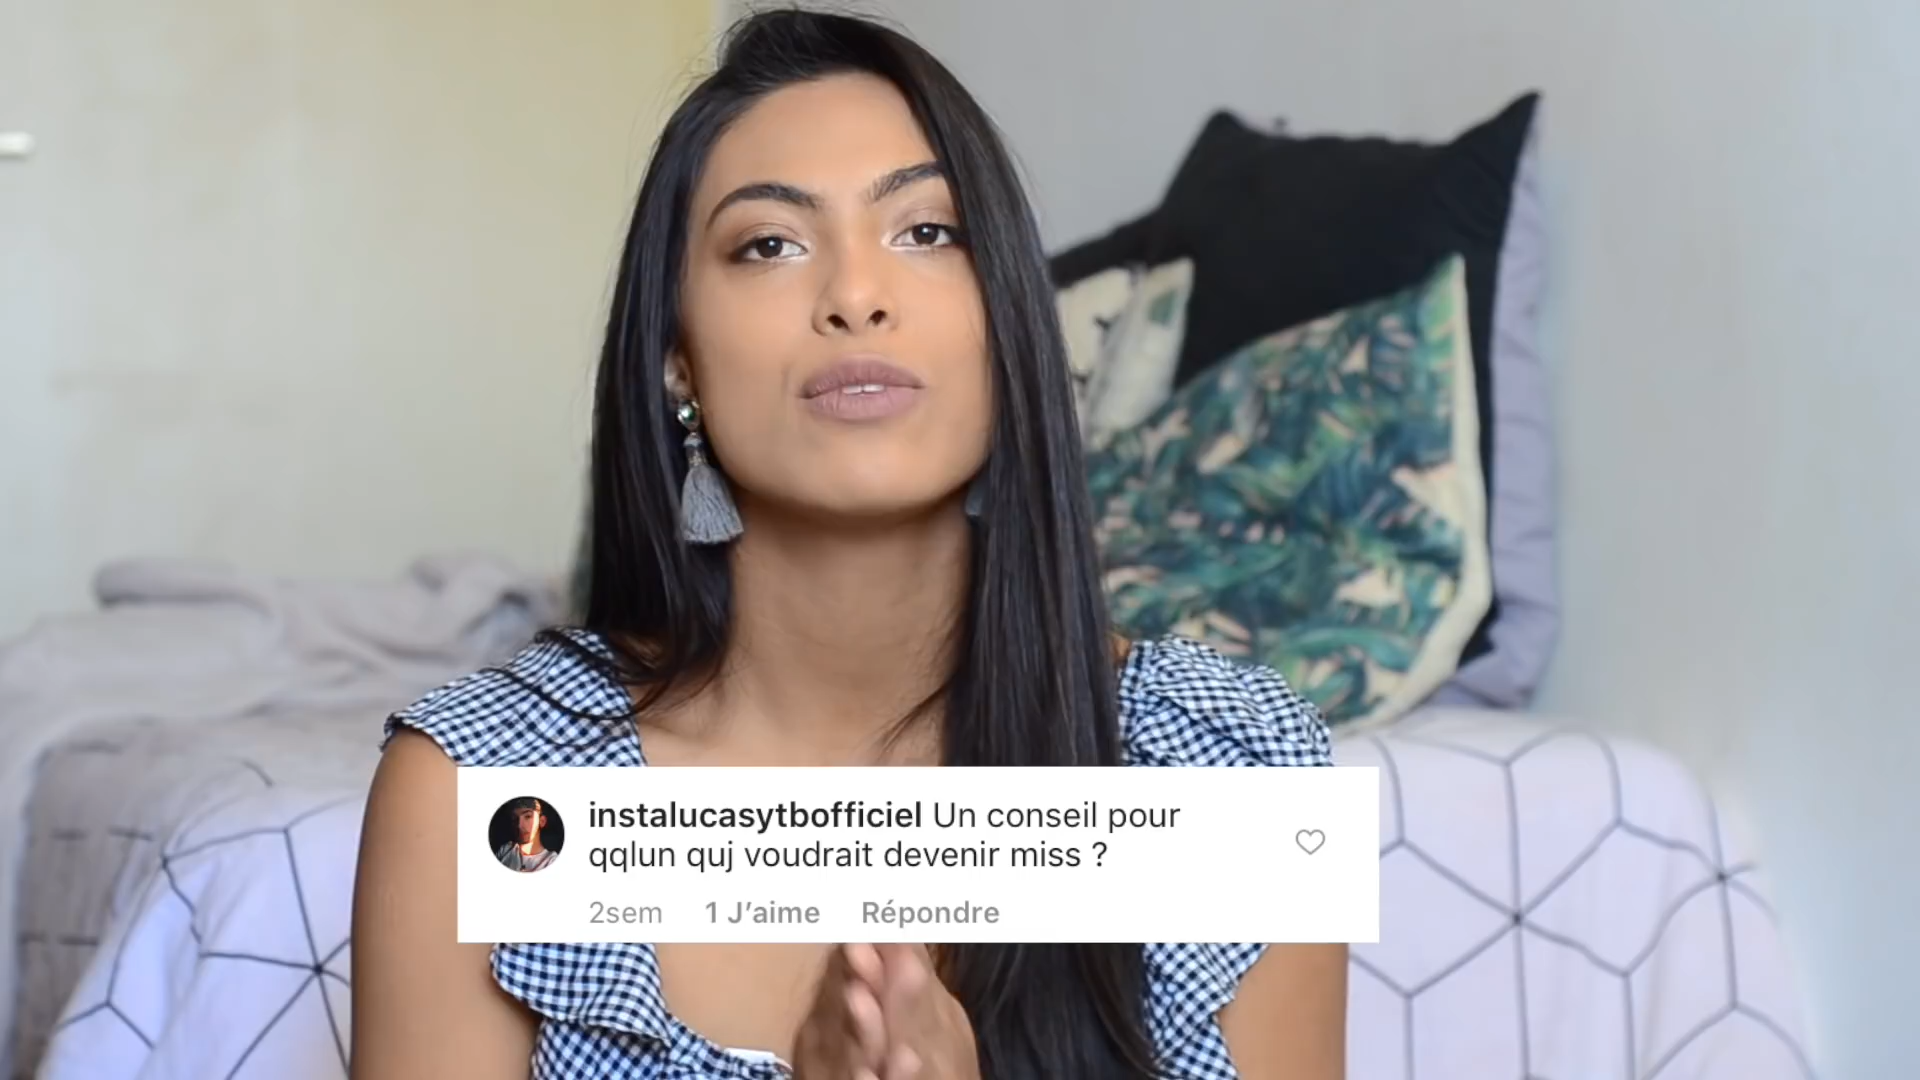 instalucasytbofficiel Un conseil pour
qqlun quj voudrait devenir miss ?
2sem 1 J’aime Répondre